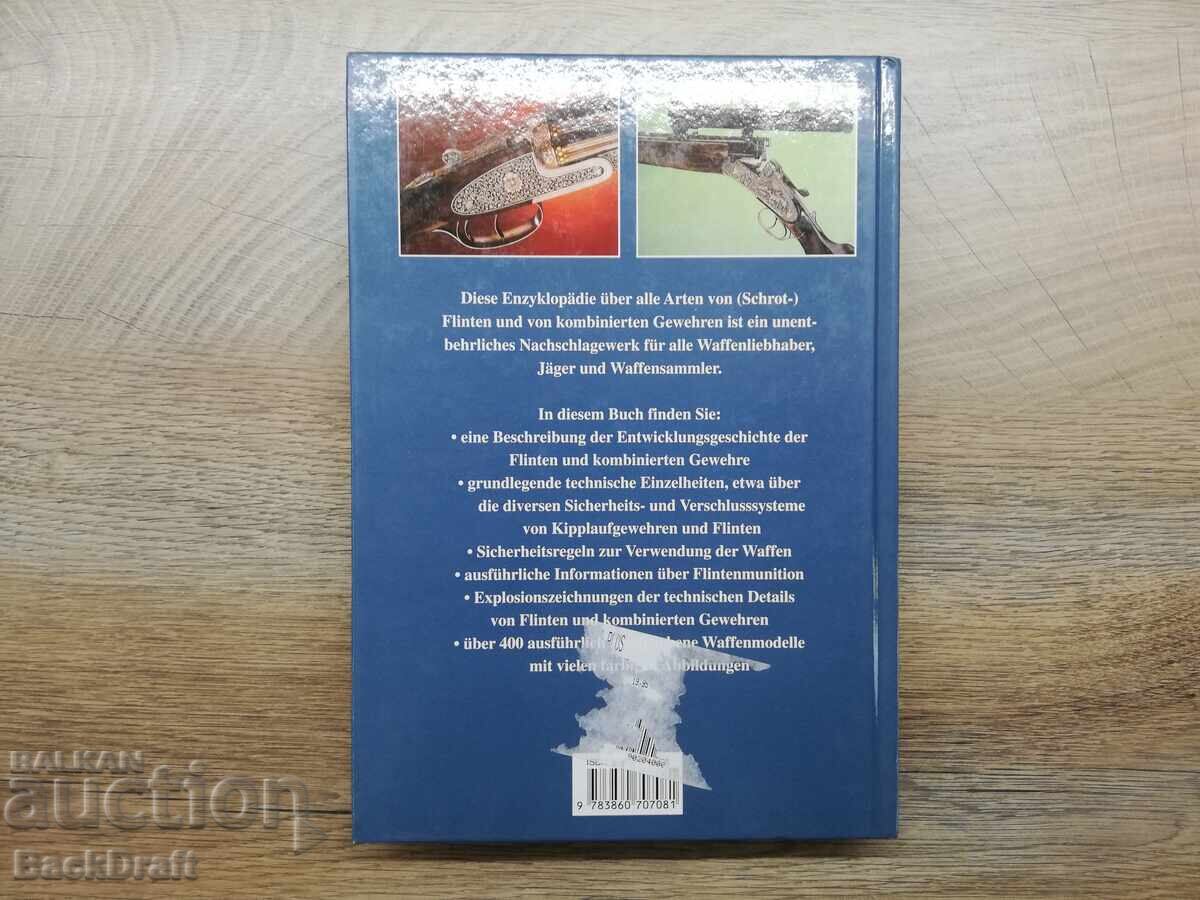 Diese Enzyklopädie über alle Arten von (Schrot-)
Flinten und von kombinierten Gewehren ist ein unent-
behrliches Nachschlagewerk für alle Waffenliebhaber,
Jäger und Waffensammler.
In diesem Buch finden Sie:
• eine Beschreibung der Entwicklungsgeschichte der
Flinten und kombinierten Gewehre
• grundlegende technische Einzelheiten, etwa über
die diversen Sicherheits- und Verschlusssysteme
von Kipplaufgewehren und Flinten
• Sicherheitsregeln zur Verwendung der Waffen
• ausführliche Informationen über Flintenmunition
• Explosionszeichnungen der technischen Details
von Flinten und kombinierten Gewehren
• über 400 Waffenmodelle
mit vielen Abbildungen
19.95
9 783860 707081
BALKAN
auction
BackDraft